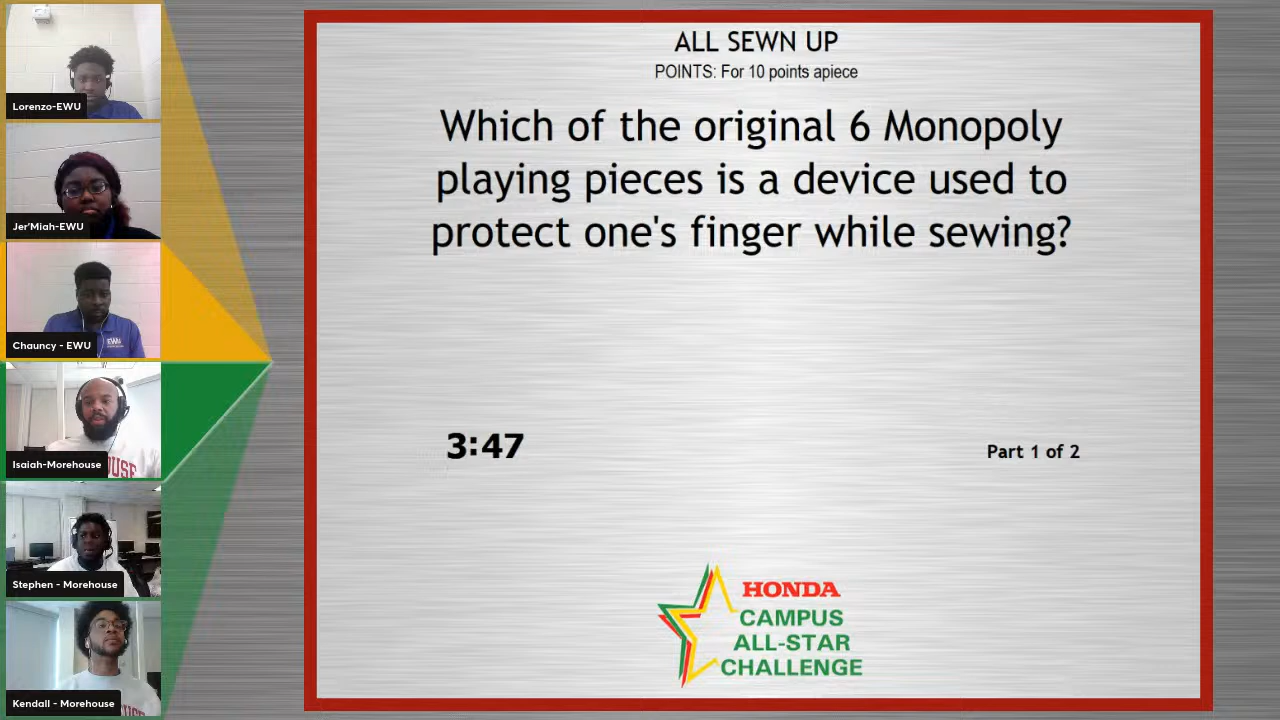 Lorenzo-EWU
Jer'Miah-EWU
Chauncy - EWU
EWU
Isaiah-Morehouse
USE
Stephen - Morehouse
Kendall - Morehouse
ALL SEWN UP
POINTS: For 10 points apiece
Which of the original 6 Monopoly
playing pieces is a device used to
protect one's finger while sewing?
3:47
Part 1 of 2
HONDA
CAMPUS
ALL-STAR
CHALLENGE